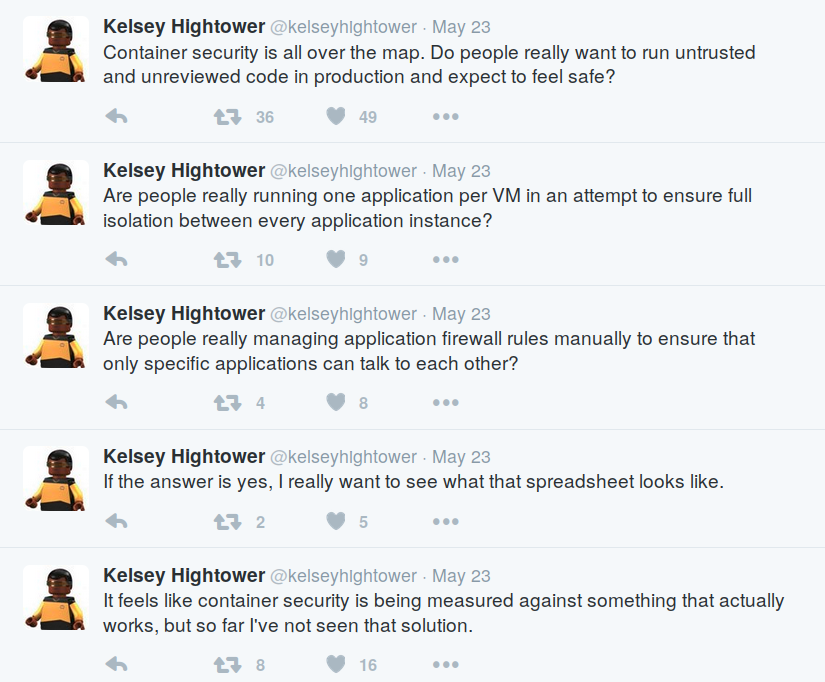 Kelsey Hightower @kelseyhightower · May 23
Container security is all over the map. Do people really want to run untrusted
and unreviewed code in production and expect to feel safe?
36 49
Kelsey Hightower @kelseyhightower · May 23
Are people really running one application per VM in an attempt to ensure full
isolation between every application instance?
10 9
Kelsey Hightower @kelseyhightower · May 23
Are people really managing application firewall rules manually to ensure that
only specific applications can talk to each other?
4 8
Kelsey Hightower @kelseyhightower · May 23
If the answer is yes, I really want to see what that spreadsheet looks like.
2 5
Kelsey Hightower @kelseyhightower · May 23
It feels like container security is being measured against something that actually
works, but so far I've not seen that solution.
8 16